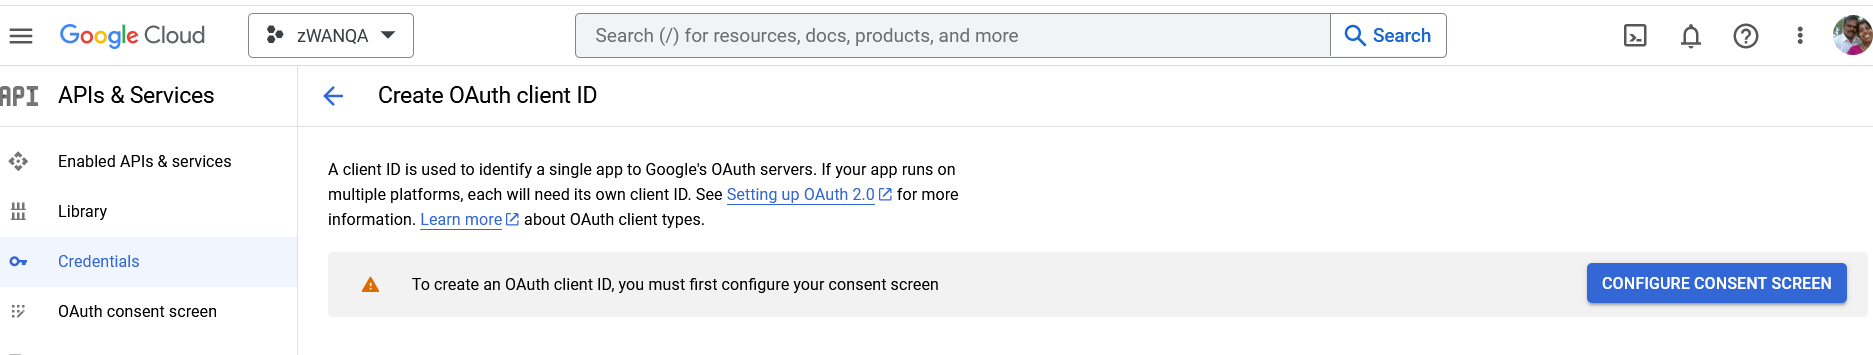 Google Cloud
zWANQA
Search (/) for resources, docs, products, and more
Search
API
APIs & Services
Create OAuth client ID
Enabled APIs & services
Library
Credentials
OAuth consent screen
A client ID is used to identify a single app to Google's OAuth servers. If your app runs on
multiple platforms, each will need its own client ID. See Setting up OAuth 2.0 for more
information. Learn more about OAuth client types.
To create an OAuth client ID, you must first configure your consent screen
CONFIGURE CONSENT SCREEN